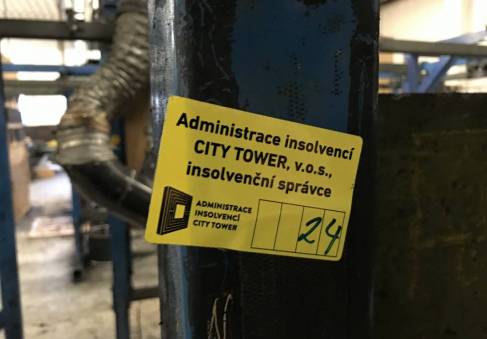 Administrace insolvencí
CITY TOWER, v.o.s.,
insolvenční správce
ADMINISTRACE
INSOLVENCÍ
CITY TOWER
24